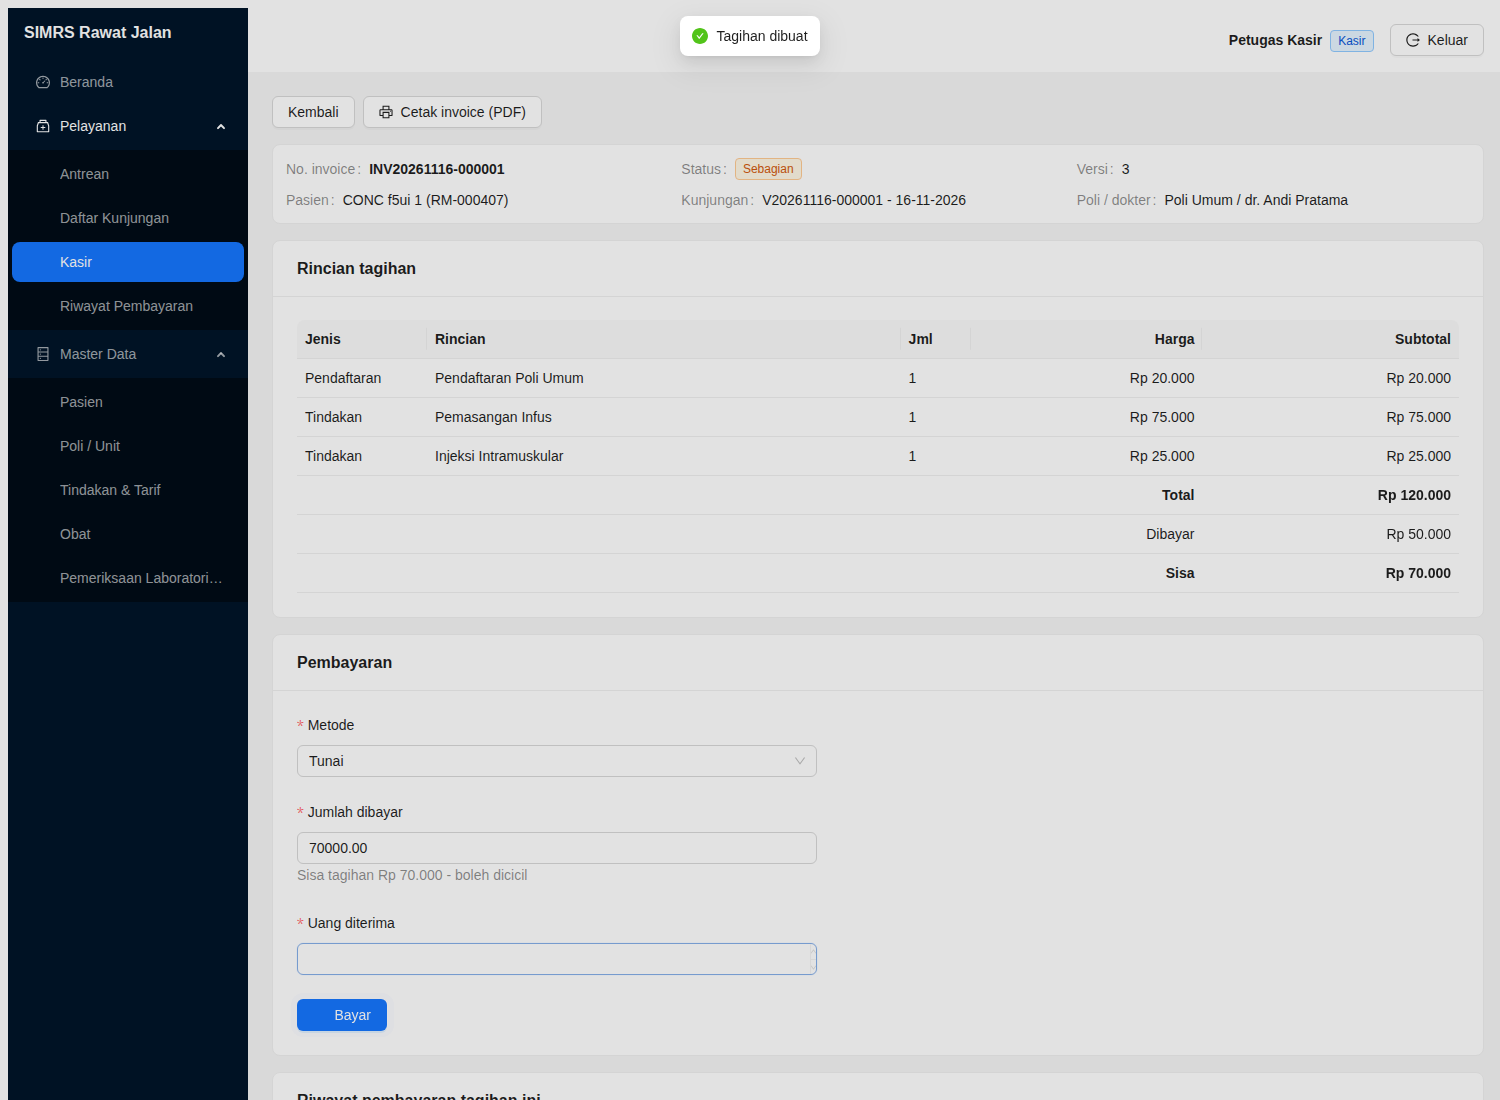 SIMRS Rawat Jalan
Tagihan dibuat
Petugas Kasir Kasir Keluar
Beranda
Pelayanan
Antrean
Daftar Kunjungan
Kasir
Riwayat Pembayaran
Master Data
Pasien
Poli / Unit
Tindakan & Tarif
Obat
Pemeriksaan Laboratori…
Kembali Cetak invoice (PDF)
No. invoice : INV20261116-000001 Status : Sebagian Versi : 3
Pasien : CONC f5ui 1 (RM-000407) Kunjungan : V20261116-000001 - 16-11-2026 Poli / dokter : Poli Umum / dr. Andi Pratama
Rincian tagihan
Jenis Rincian Jml Harga Subtotal
Pendaftaran Pendaftaran Poli Umum 1 Rp 20.000 Rp 20.000
Tindakan Pemasangan Infus 1 Rp 75.000 Rp 75.000
Tindakan Injeksi Intramuskular 1 Rp 25.000 Rp 25.000
Total Rp 120.000
Dibayar Rp 50.000
Sisa Rp 70.000
Pembayaran
* Metode
Tunai
* Jumlah dibayar
70000.00
Sisa tagihan Rp 70.000 - boleh dicicil
* Uang diterima
Bayar
Riwayat pembayaran tagihan ini